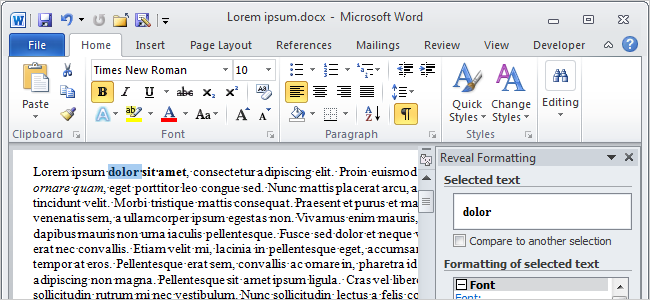 Lorem ipsum.docx - Microsoft Word
File Home Insert Page Layout References Mailings Review View Developer
Times New Roman 10
Paste
B I U abc x₂ x²
A ab A Aa A A
Quick Styles Change Styles Editing
Clipboard Font Paragraph Styles
Lorem ipsum dolor sit amet, consectetur adipiscing elit. Proin euismod
ornare quam, eget porttitor leo congue sed. Nunc mattis placerat arcu, a
tincidunt velit. Morbi tristique mattis consequat. Praesent et purus et ma
venenatis sem, a ullamcorper ipsum egestas non. Vivamus enim mauris,
dapibus mauris non urna iaculis pellentesque. Fusce sed dolor et neque v
erat nec convallis. Etiam velit mi, lacinia in pellentesque eget, accumsar
tempor at eros. Pellentesque erat sem, convallis ac ornare in, pharetra id
adipiscing non magna. Pellentesque sit amet ipsum ligula. Cras vel libero
sollicitudin rutrum mi nec vestibulum. Nunc sollicitudin lectus a felis co
Reveal Formatting
Selected text
dolor
Compare to another selection
Formatting of selected text
Font
Font: